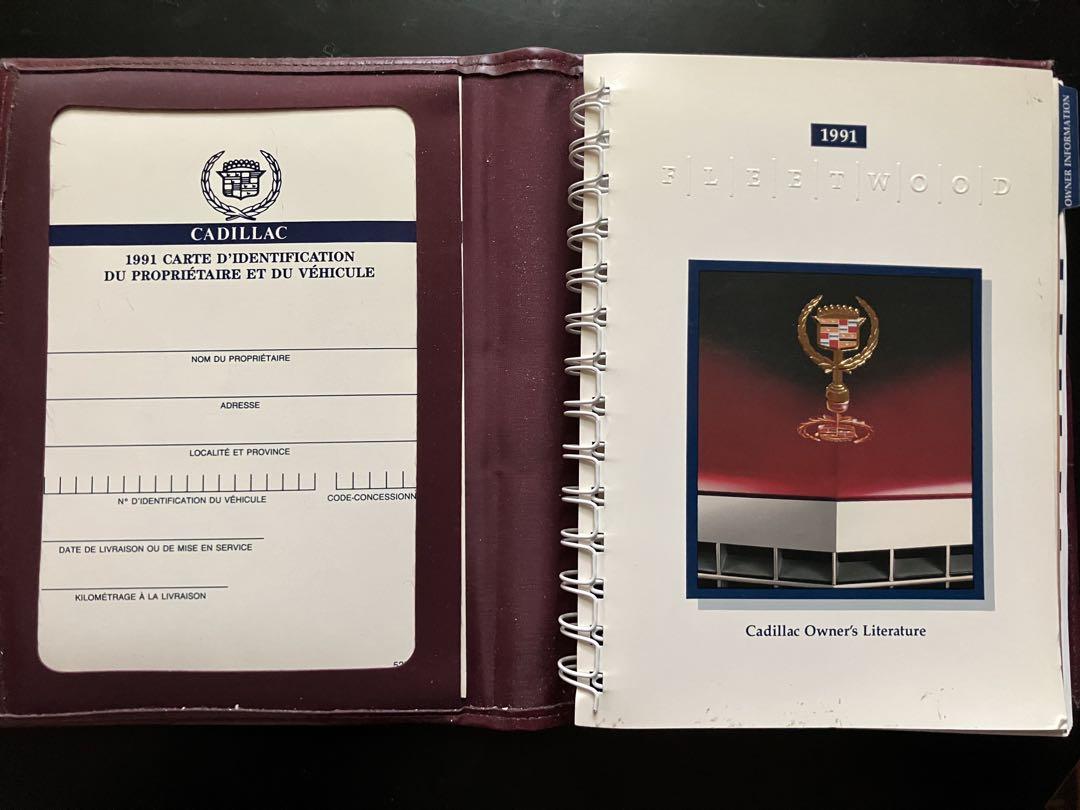 CADILLAC
1991 CARTE D'IDENTIFICATION
DU PROPRIÉTAIRE ET DU VÉHICULE
NOM DU PROPRIÉTAIRE
ADRESSE
LOCALITÉ ET PROVINCE
N° D'IDENTIFICATION DU VÉHICULE
CODE-CONCESSIONN
DATE DE LIVRAISON OU DE MISE EN SERVICE
KILOMÉTRAGE À LA LIVRAISON
1991
FLEETWOOD
Cadillac Owner's Literature
OWNER INFORMATION